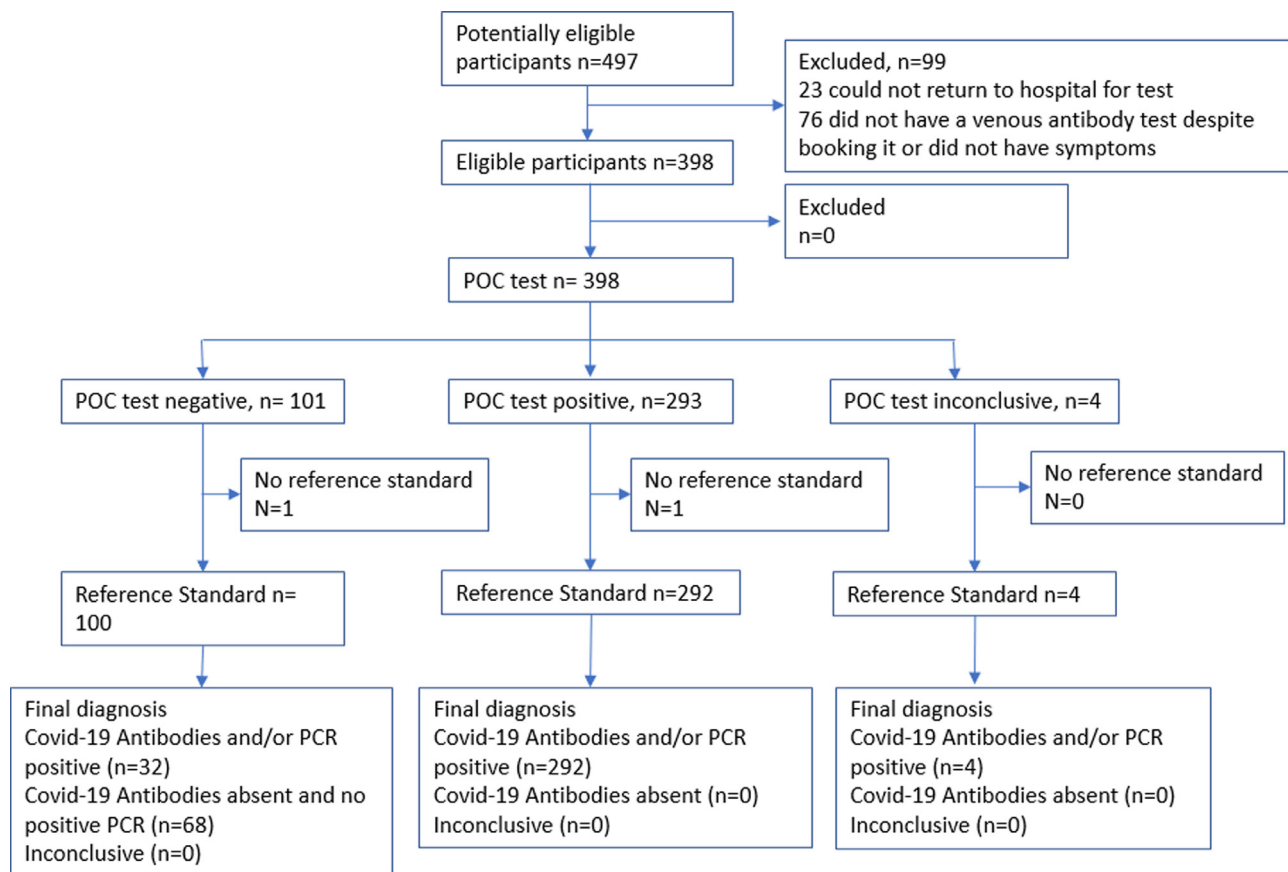 Potentially eligible
participants n=497
Excluded, n=99
23 could not return to hospital for test
76 did not have a venous antibody test despite
booking it or did not have symptoms
Eligible participants n=398
Excluded
n=0
POC test n= 398
POC test negative, n= 101
POC test positive, n=293
POC test inconclusive, n=4
No reference standard
N=1
No reference standard
N=1
No reference standard
N=0
Reference Standard n=
100
Reference Standard n=292
Reference Standard n=4
Final diagnosis
Covid-19 Antibodies and/or PCR
positive (n=32)
Covid-19 Antibodies absent and no
positive PCR (n=68)
Inconclusive (n=0)
Final diagnosis
Covid-19 Antibodies and/or PCR
positive (n=292)
Covid-19 Antibodies absent (n=0)
Inconclusive (n=0)
Final diagnosis
Covid-19 Antibodies and/or PCR
positive (n=4)
Covid-19 Antibodies absent (n=0)
Inconclusive (n=0)